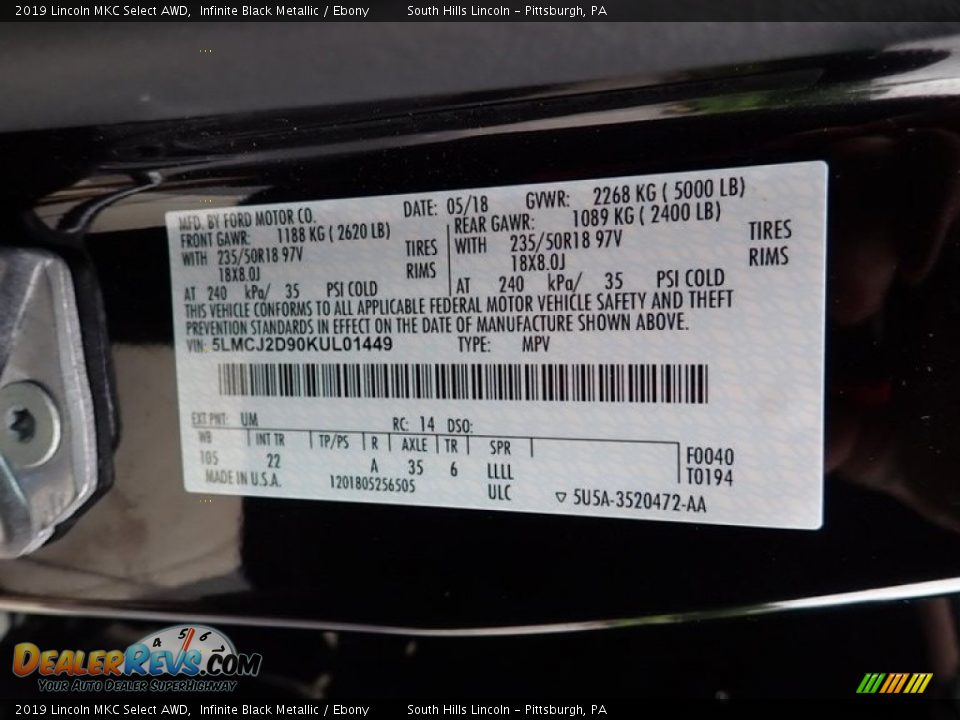 2019 Lincoln MKC Select AWD, Infinite Black Metallic / Ebony South Hills Lincoln - Pittsburgh, PA
MFD. BY FORD MOTOR CO. DATE: 05/18 GVWR: 2268 KG ( 5000 LB)
FRONT GAWR: 1188 KG ( 2620 LB) REAR GAWR: 1089 KG ( 2400 LB)
WITH 235/50R18 97V TIRES WITH 235/50R18 97V TIRES
18X8.0J RIMS 18X8.0J RIMS
AT 240 kPa/ 35 PSI COLD AT 240 kPa/ 35 PSI COLD
THIS VEHICLE CONFORMS TO ALL APPLICABLE FEDERAL MOTOR VEHICLE SAFETY AND THEFT
PREVENTION STANDARDS IN EFFECT ON THE DATE OF MANUFACTURE SHOWN ABOVE.
VIN: 5LMCJ2D90KUL01449 TYPE: MPV
EXT PNT: UM RC: 14 DSO:
WB INT TR TP/PS R AXLE TR SPR F0040
105 22 A 35 6 LLLL T0194
MADE IN U.S.A. 1201805256505 ULC ▽ 5U5A-3520472-AA
4 5 6
DEALERREVS.COM
Your Auto Dealer SuperHighway
2019 Lincoln MKC Select AWD, Infinite Black Metallic / Ebony South Hills Lincoln - Pittsburgh, PA